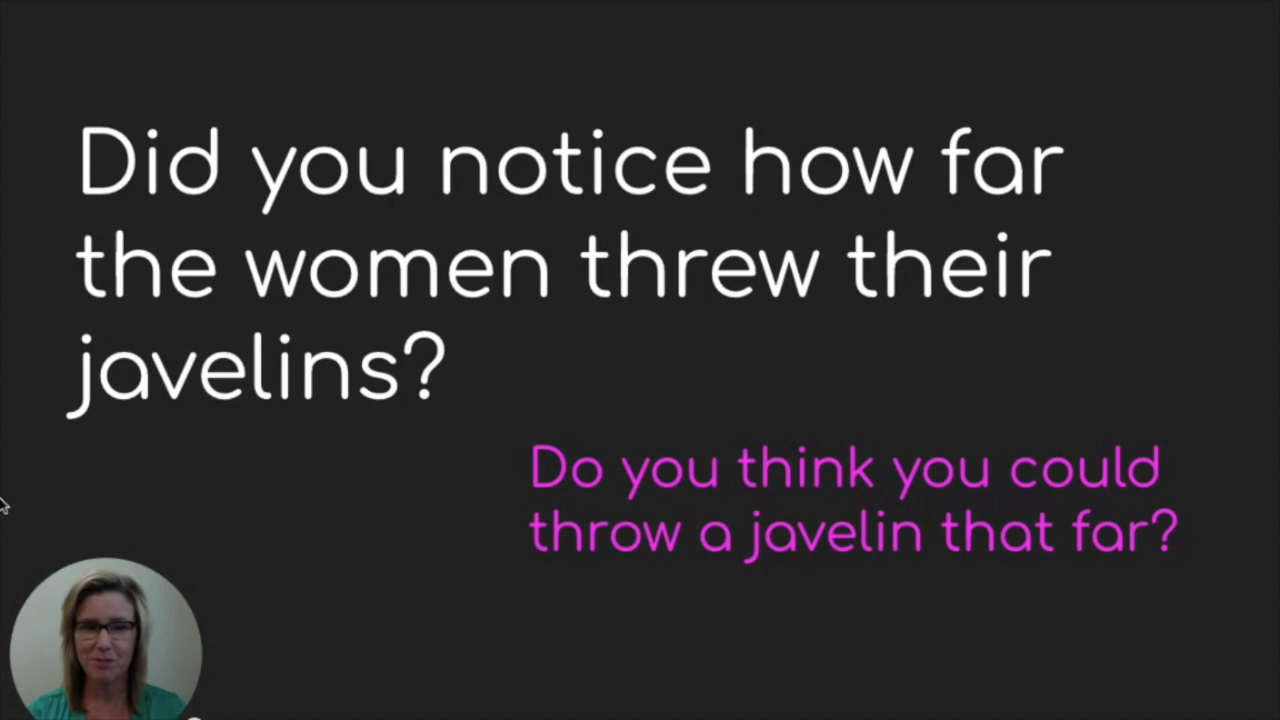 Did you notice how far
the women threw their
javelins?
Do you think you could
throw a javelin that far?